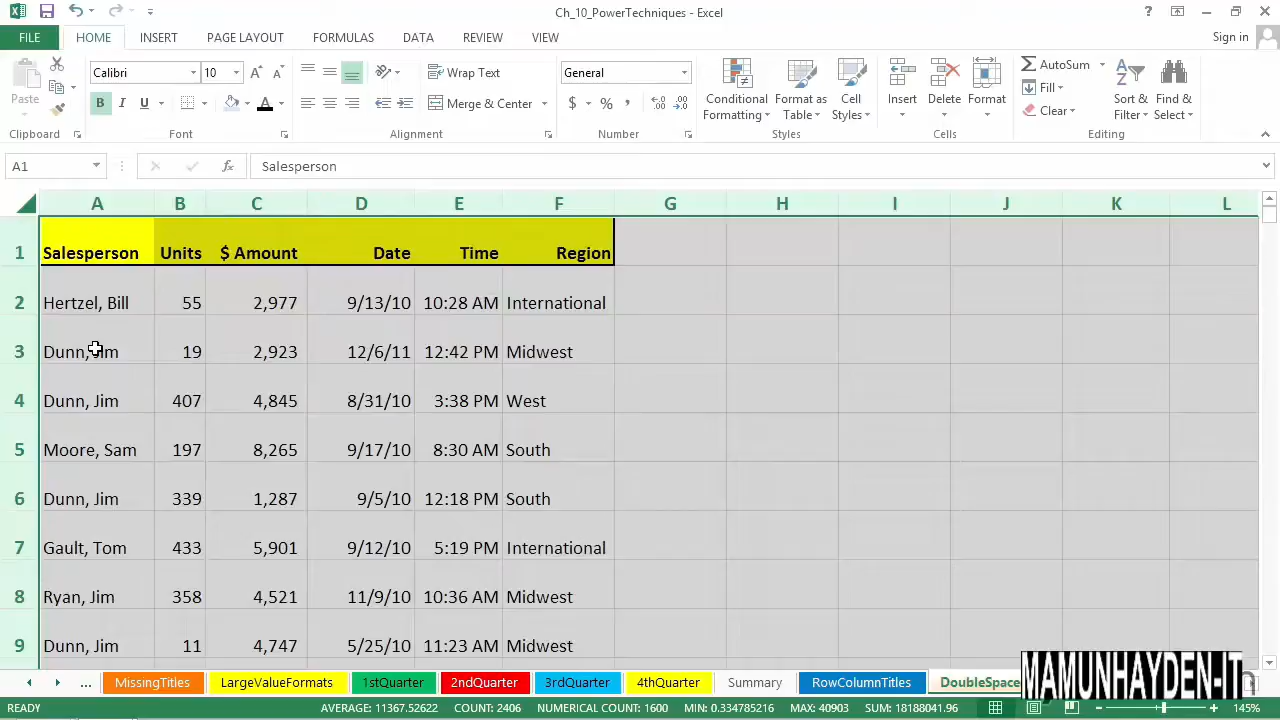 Ch_10_PowerTechniques - Excel
FILE HOME INSERT PAGE LAYOUT FORMULAS DATA REVIEW VIEW Sign in
Paste
Calibri 10
B I U A
Wrap Text
Merge & Center
General
$ % ,
Conditional Formatting
Format as Table
Cell Styles
Insert Delete Format
AutoSum
Fill
Clear
Sort & Filter
Find & Select
Clipboard Font Alignment Number Styles Cells Editing
A1 fx Salesperson
A B C D E F G H I J K L
1 Salesperson Units $ Amount Date Time Region
2 Hertzel, Bill 55 2,977 9/13/10 10:28 AM International
3 Dunn, Jim 19 2,923 12/6/11 12:42 PM Midwest
4 Dunn, Jim 407 4,845 8/31/10 3:38 PM West
5 Moore, Sam 197 8,265 9/17/10 8:30 AM South
6 Dunn, Jim 339 1,287 9/5/10 12:18 PM South
7 Gault, Tom 433 5,901 9/12/10 5:19 PM International
8 Ryan, Jim 358 4,521 11/9/10 10:36 AM Midwest
9 Dunn, Jim 11 4,747 5/25/10 11:23 AM Midwest
... MissingTitles LargeValueFormats 1stQuarter 2ndQuarter 3rdQuarter 4thQuarter Summary RowColumnTitles DoubleSpace
MAMUNHAYDEN-IT
READY AVERAGE: 11367.52622 COUNT: 2406 NUMERICAL COUNT: 1600 MIN: 0.334785216 MAX: 40903 SUM: 18188041.96 145%